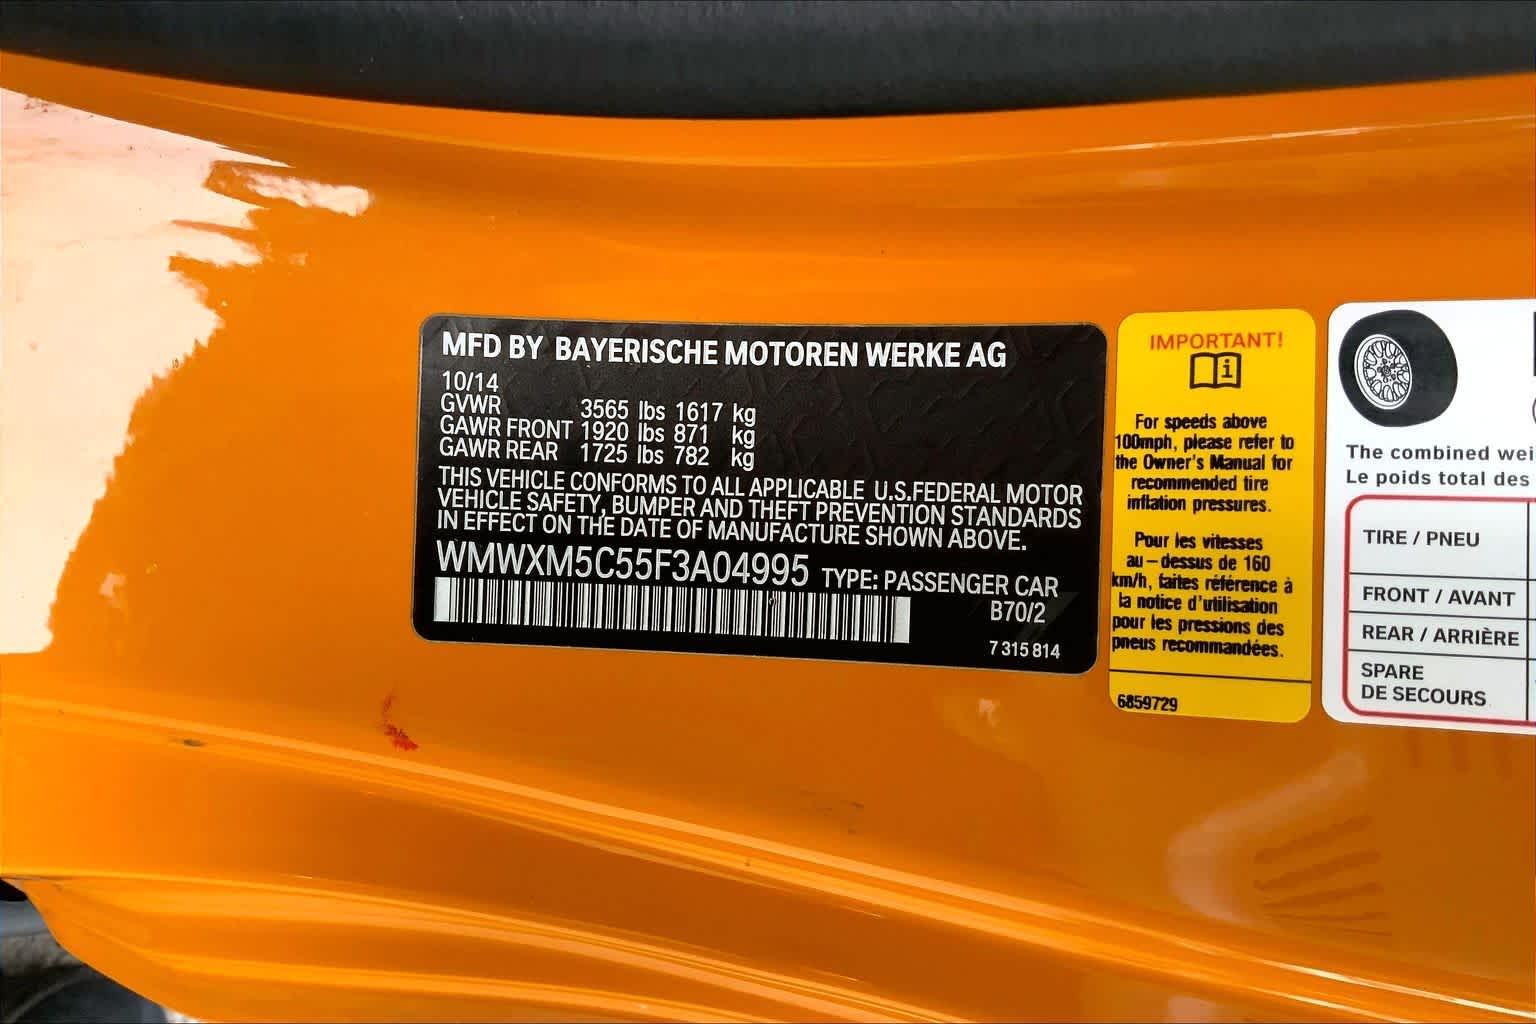 MFD BY BAYERISCHE MOTOREN WERKE AG
10/14
GVWR 3565 lbs 1617 kg
GAWR FRONT 1920 lbs 871 kg
GAWR REAR 1725 lbs 782 kg
THIS VEHICLE CONFORMS TO ALL APPLICABLE U.S.FEDERAL MOTOR
VEHICLE SAFETY, BUMPER AND THEFT PREVENTION STANDARDS
IN EFFECT ON THE DATE OF MANUFACTURE SHOWN ABOVE.
WMWXM5C55F3A04995 TYPE: PASSENGER CAR
B70/2
7 315 814
IMPORTANT!
i
For speeds above
100mph, please refer to
the Owner's Manual for
recommended tire
inflation pressures.
Pour les vitesses
au-dessus de 160
km/h, faites référence à
la notice d'utilisation
pour les pressions des
pneus recommandées.
6859729
The combined
Le poids total des
TIRE / PNEU
FRONT / AVANT
REAR / ARRIÈRE
SPARE
DE SECOURS